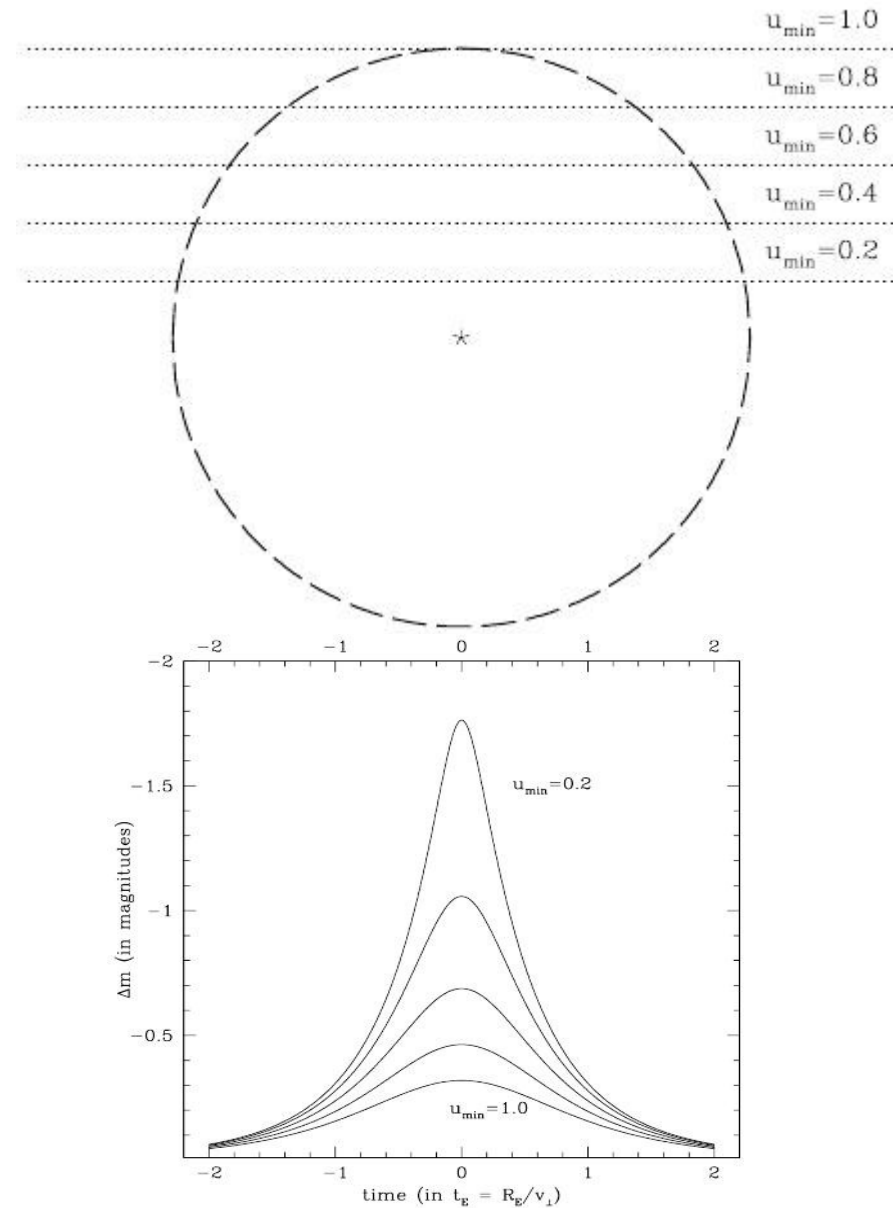 u_min=1.0
u_min=0.8
u_min=0.6
u_min=0.4
u_min=0.2
−2 −1 0 1 2
−2
−1.5
−1
−0.5
Δm (in magnitudes)
u_min=0.2
u_min=1.0
−2 −1 0 1 2
time (in t_E = R_E/v_⊥)